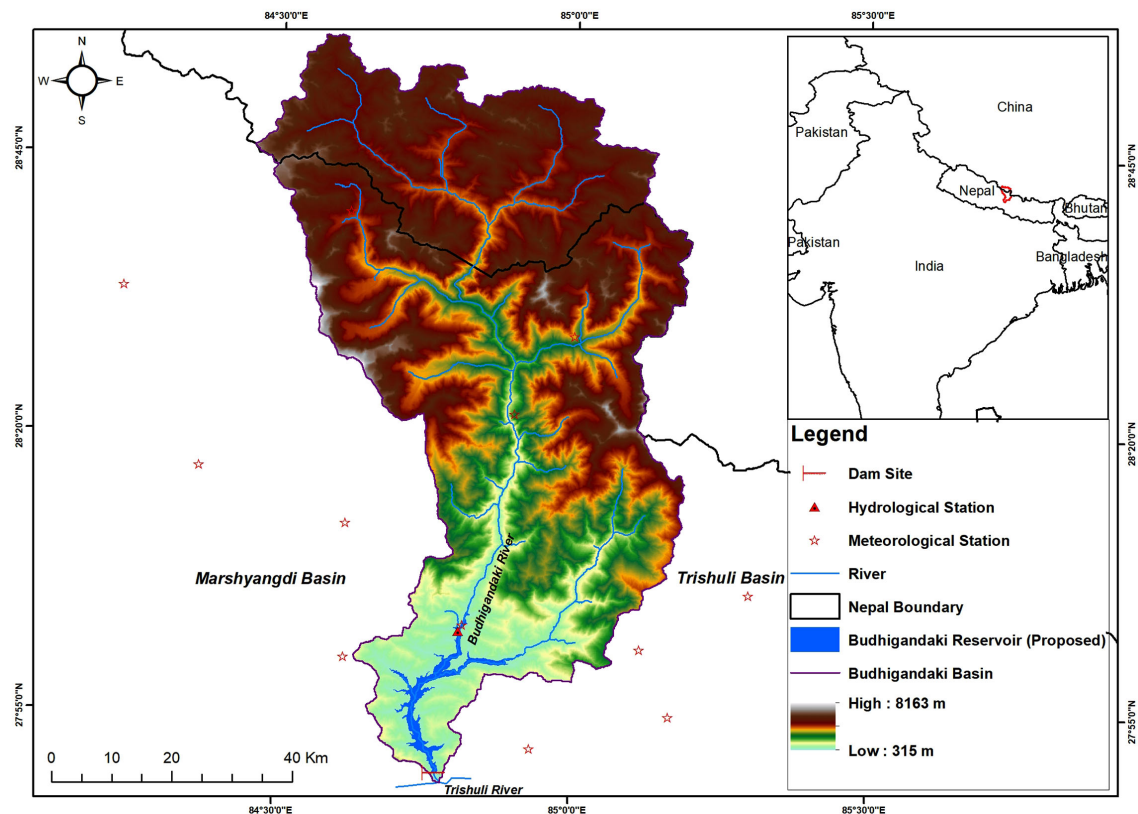 84°30'0"E
85°0'0"E
85°30'0"E
N
W
E
S
28°45'0"N
28°45'0"N
China
Pakistan
Nepal
Bhutan
Pakistan
Bangladesh
India
28°20'0"N
28°20'0"N
Legend
Dam Site
Hydrological Station
Meteorological Station
River
Nepal Boundary
Budhigandaki Reservoir (Proposed)
Budhigandaki Basin
High : 8163 m
Low : 315 m
Marshyangdi Basin
Budhigandaki River
Trishuli Basin
27°55'0"N
27°55'0"N
0 10 20 40 Km
Trishuli River
84°30'0"E
85°0'0"E
85°30'0"E